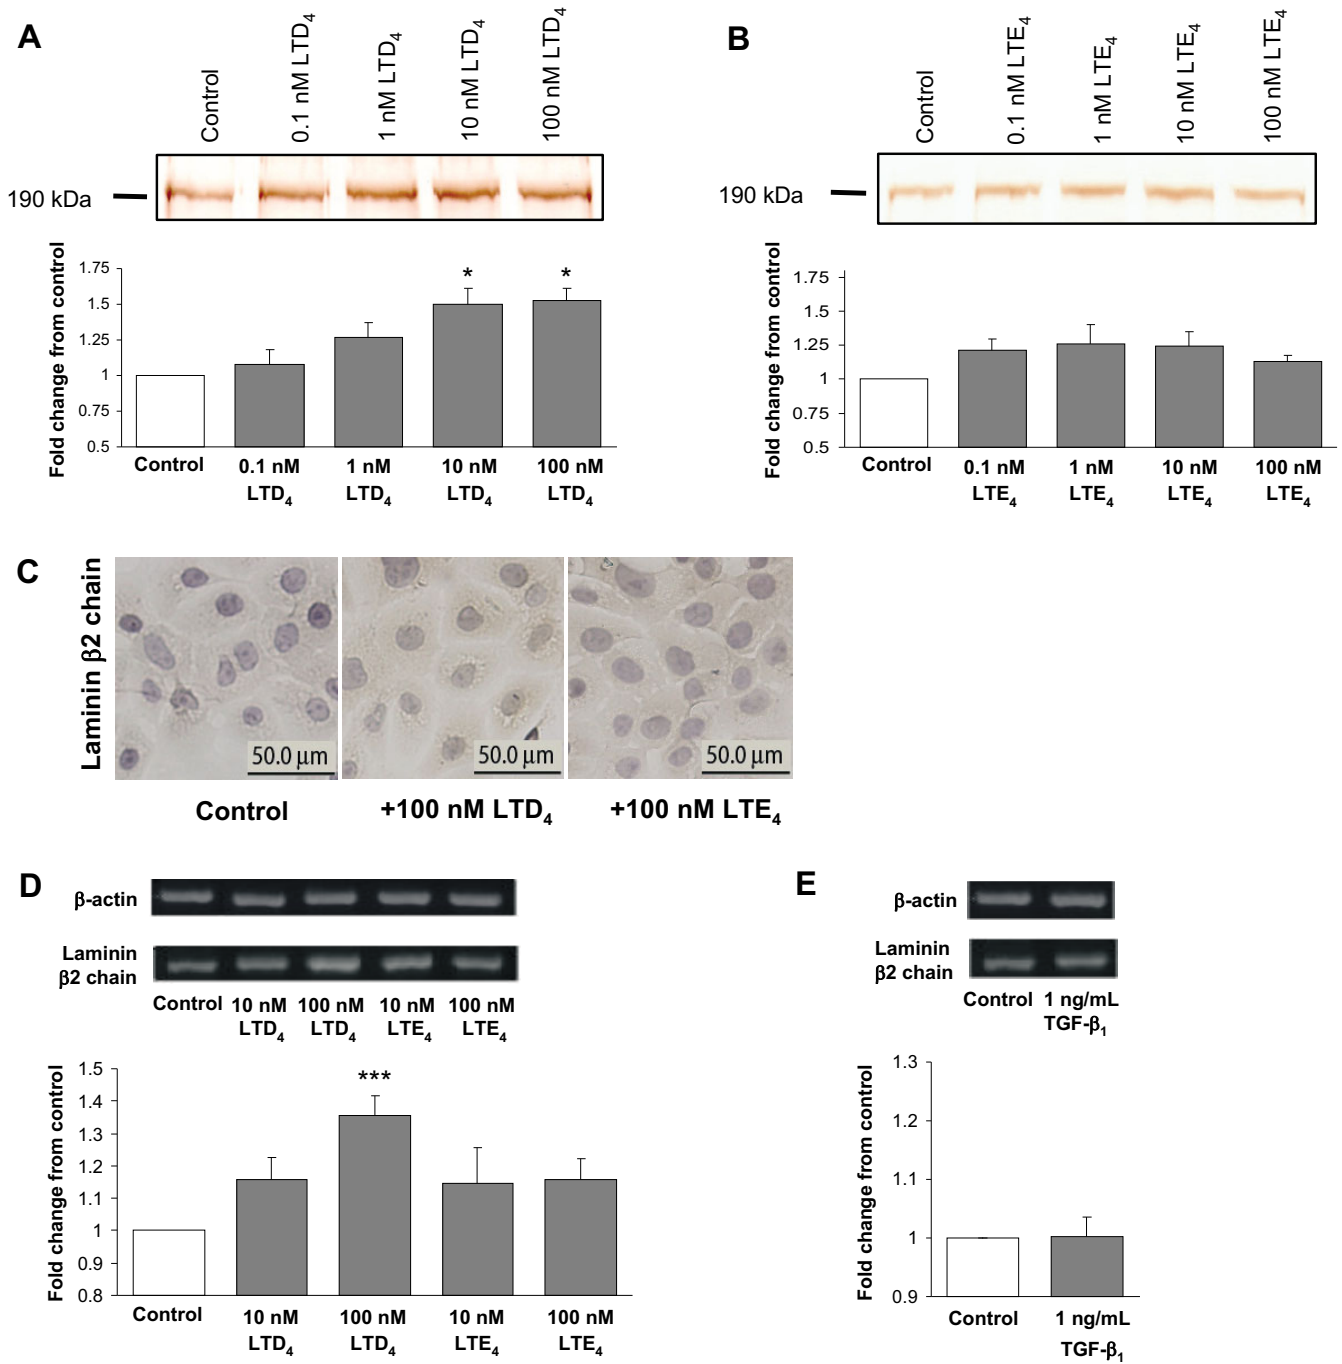 A
Control
0.1 nM LTD₄
1 nM LTD₄
10 nM LTD₄
100 nM LTD₄
190 kDa
Fold change from control
1.75
1.5
1.25
1
0.75
0.5
* *
Control 0.1 nM 1 nM 10 nM 100 nM
LTD₄ LTD₄ LTD₄ LTD₄
B
Control
0.1 nM LTE₄
1 nM LTE₄
10 nM LTE₄
100 nM LTE₄
190 kDa
Fold change from control
1.75
1.5
1.25
1
0.75
0.5
Control 0.1 nM 1 nM 10 nM 100 nM
LTE₄ LTE₄ LTE₄ LTE₄
C
Laminin β2 chain
50.0 µm 50.0 µm 50.0 µm
Control +100 nM LTD₄ +100 nM LTE₄
D
β-actin
Laminin
β2 chain
Control 10 nM 100 nM 10 nM 100 nM
LTD₄ LTD₄ LTE₄ LTE₄
Fold change from control
1.5
1.4
1.3
1.2
1.1
1
0.9
0.8
***
Control 10 nM 100 nM 10 nM 100 nM
LTD₄ LTD₄ LTE₄ LTE₄
E
β-actin
Laminin
β2 chain
Control 1 ng/mL
TGF-β₁
Fold change from control
1.3
1.2
1.1
1
0.9
Control 1 ng/mL
TGF-β₁